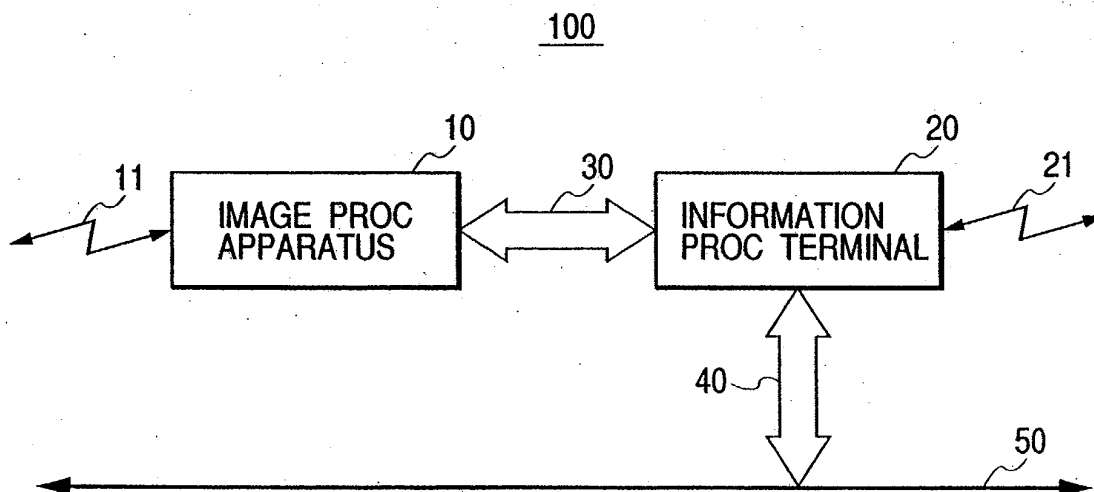 100
10
20
11
30
21
IMAGE PROC
APPARATUS
INFORMATION
PROC TERMINAL
40
50